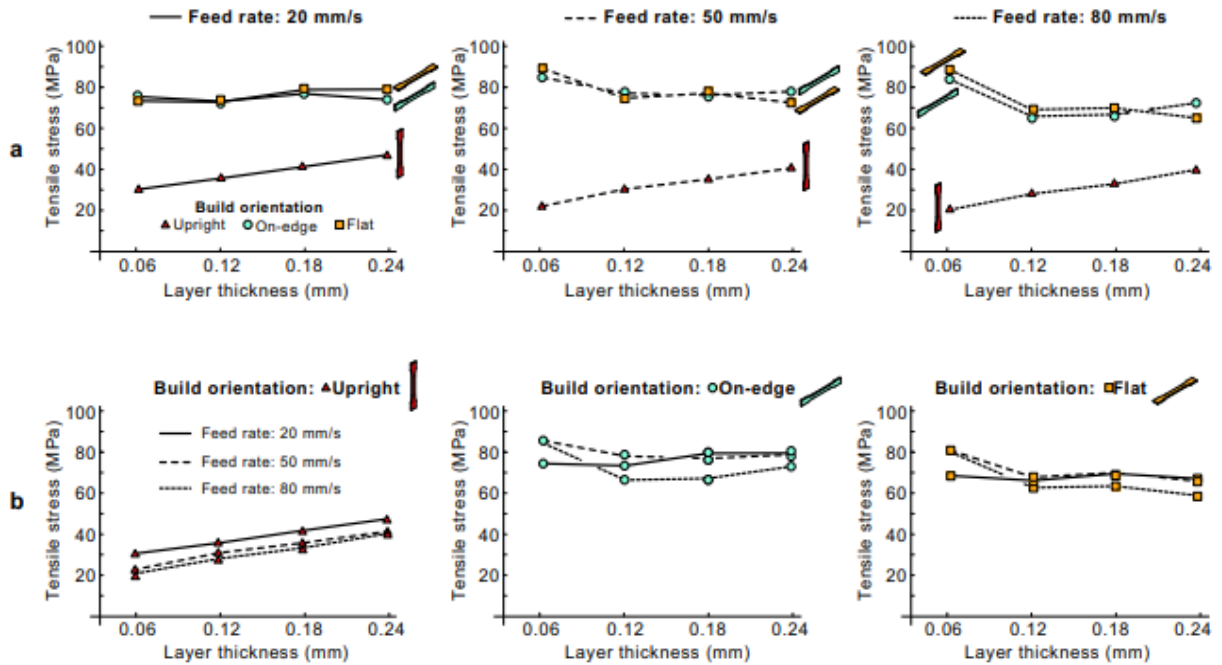 Feed rate: 20 mm/s
Feed rate: 50 mm/s
Feed rate: 80 mm/s
a
Tensile stress (MPa)
100
80
60
40
20
Build orientation
Upright On-edge Flat
0.06 0.12 0.18 0.24
Layer thickness (mm)
Tensile stress (MPa)
100
80
60
40
20
0.06 0.12 0.18 0.24
Layer thickness (mm)
Tensile stress (MPa)
100
80
60
40
20
0.06 0.12 0.18 0.24
Layer thickness (mm)
b
Build orientation: Upright
Tensile stress (MPa)
100
80
60
40
20
Feed rate: 20 mm/s
Feed rate: 50 mm/s
Feed rate: 80 mm/s
0.06 0.12 0.18 0.24
Layer thickness (mm)
Build orientation: On-edge
Tensile stress (MPa)
100
80
60
40
20
0.06 0.12 0.18 0.24
Layer thickness (mm)
Build orientation: Flat
Tensile stress (MPa)
100
80
60
40
20
0.06 0.12 0.18 0.24
Layer thickness (mm)